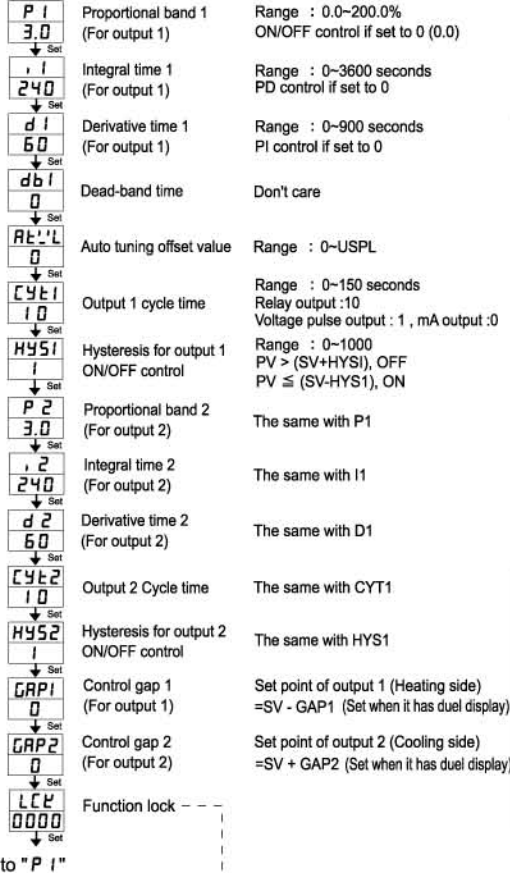 P 1 Proportional band 1 Range : 0.0~200.0%
3.0 (For output 1) ON/OFF control if set to 0 (0.0)
Set
i 1 Integral time 1 Range : 0~3600 seconds
240 (For output 1) PD control if set to 0
Set
d 1 Derivative time 1 Range : 0~900 seconds
60 (For output 1) PI control if set to 0
Set
db1
0 Dead-band time Don't care
Set
AtVL
0 Auto tuning offset value Range : 0~USPL
Set
CYt1 Range : 0~150 seconds
10 Output 1 cycle time Relay output :10
Set Voltage pulse output : 1 , mA output :0
HYS1 Hysteresis for output 1 Range : 0~1000
1 ON/OFF control PV > (SV+HYSI), OFF
Set PV ≦ (SV-HYS1), ON
P 2 Proportional band 2
3.0 (For output 2) The same with P1
Set
i 2 Integral time 2
240 (For output 2) The same with I1
Set
d 2 Derivative time 2
60 (For output 2) The same with D1
Set
CYt2
10 Output 2 Cycle time The same with CYT1
Set
HYS2 Hysteresis for output 2
1 ON/OFF control The same with HYS1
Set
GAP1 Control gap 1 Set point of output 1 (Heating side)
0 (For output 1) =SV - GAP1 (Set when it has duel display)
Set
GAP2 Control gap 2 Set point of output 2 (Cooling side)
0 (For output 2) =SV + GAP2 (Set when it has duel display)
Set
LCK
0000 Function lock
Set
to "P 1"